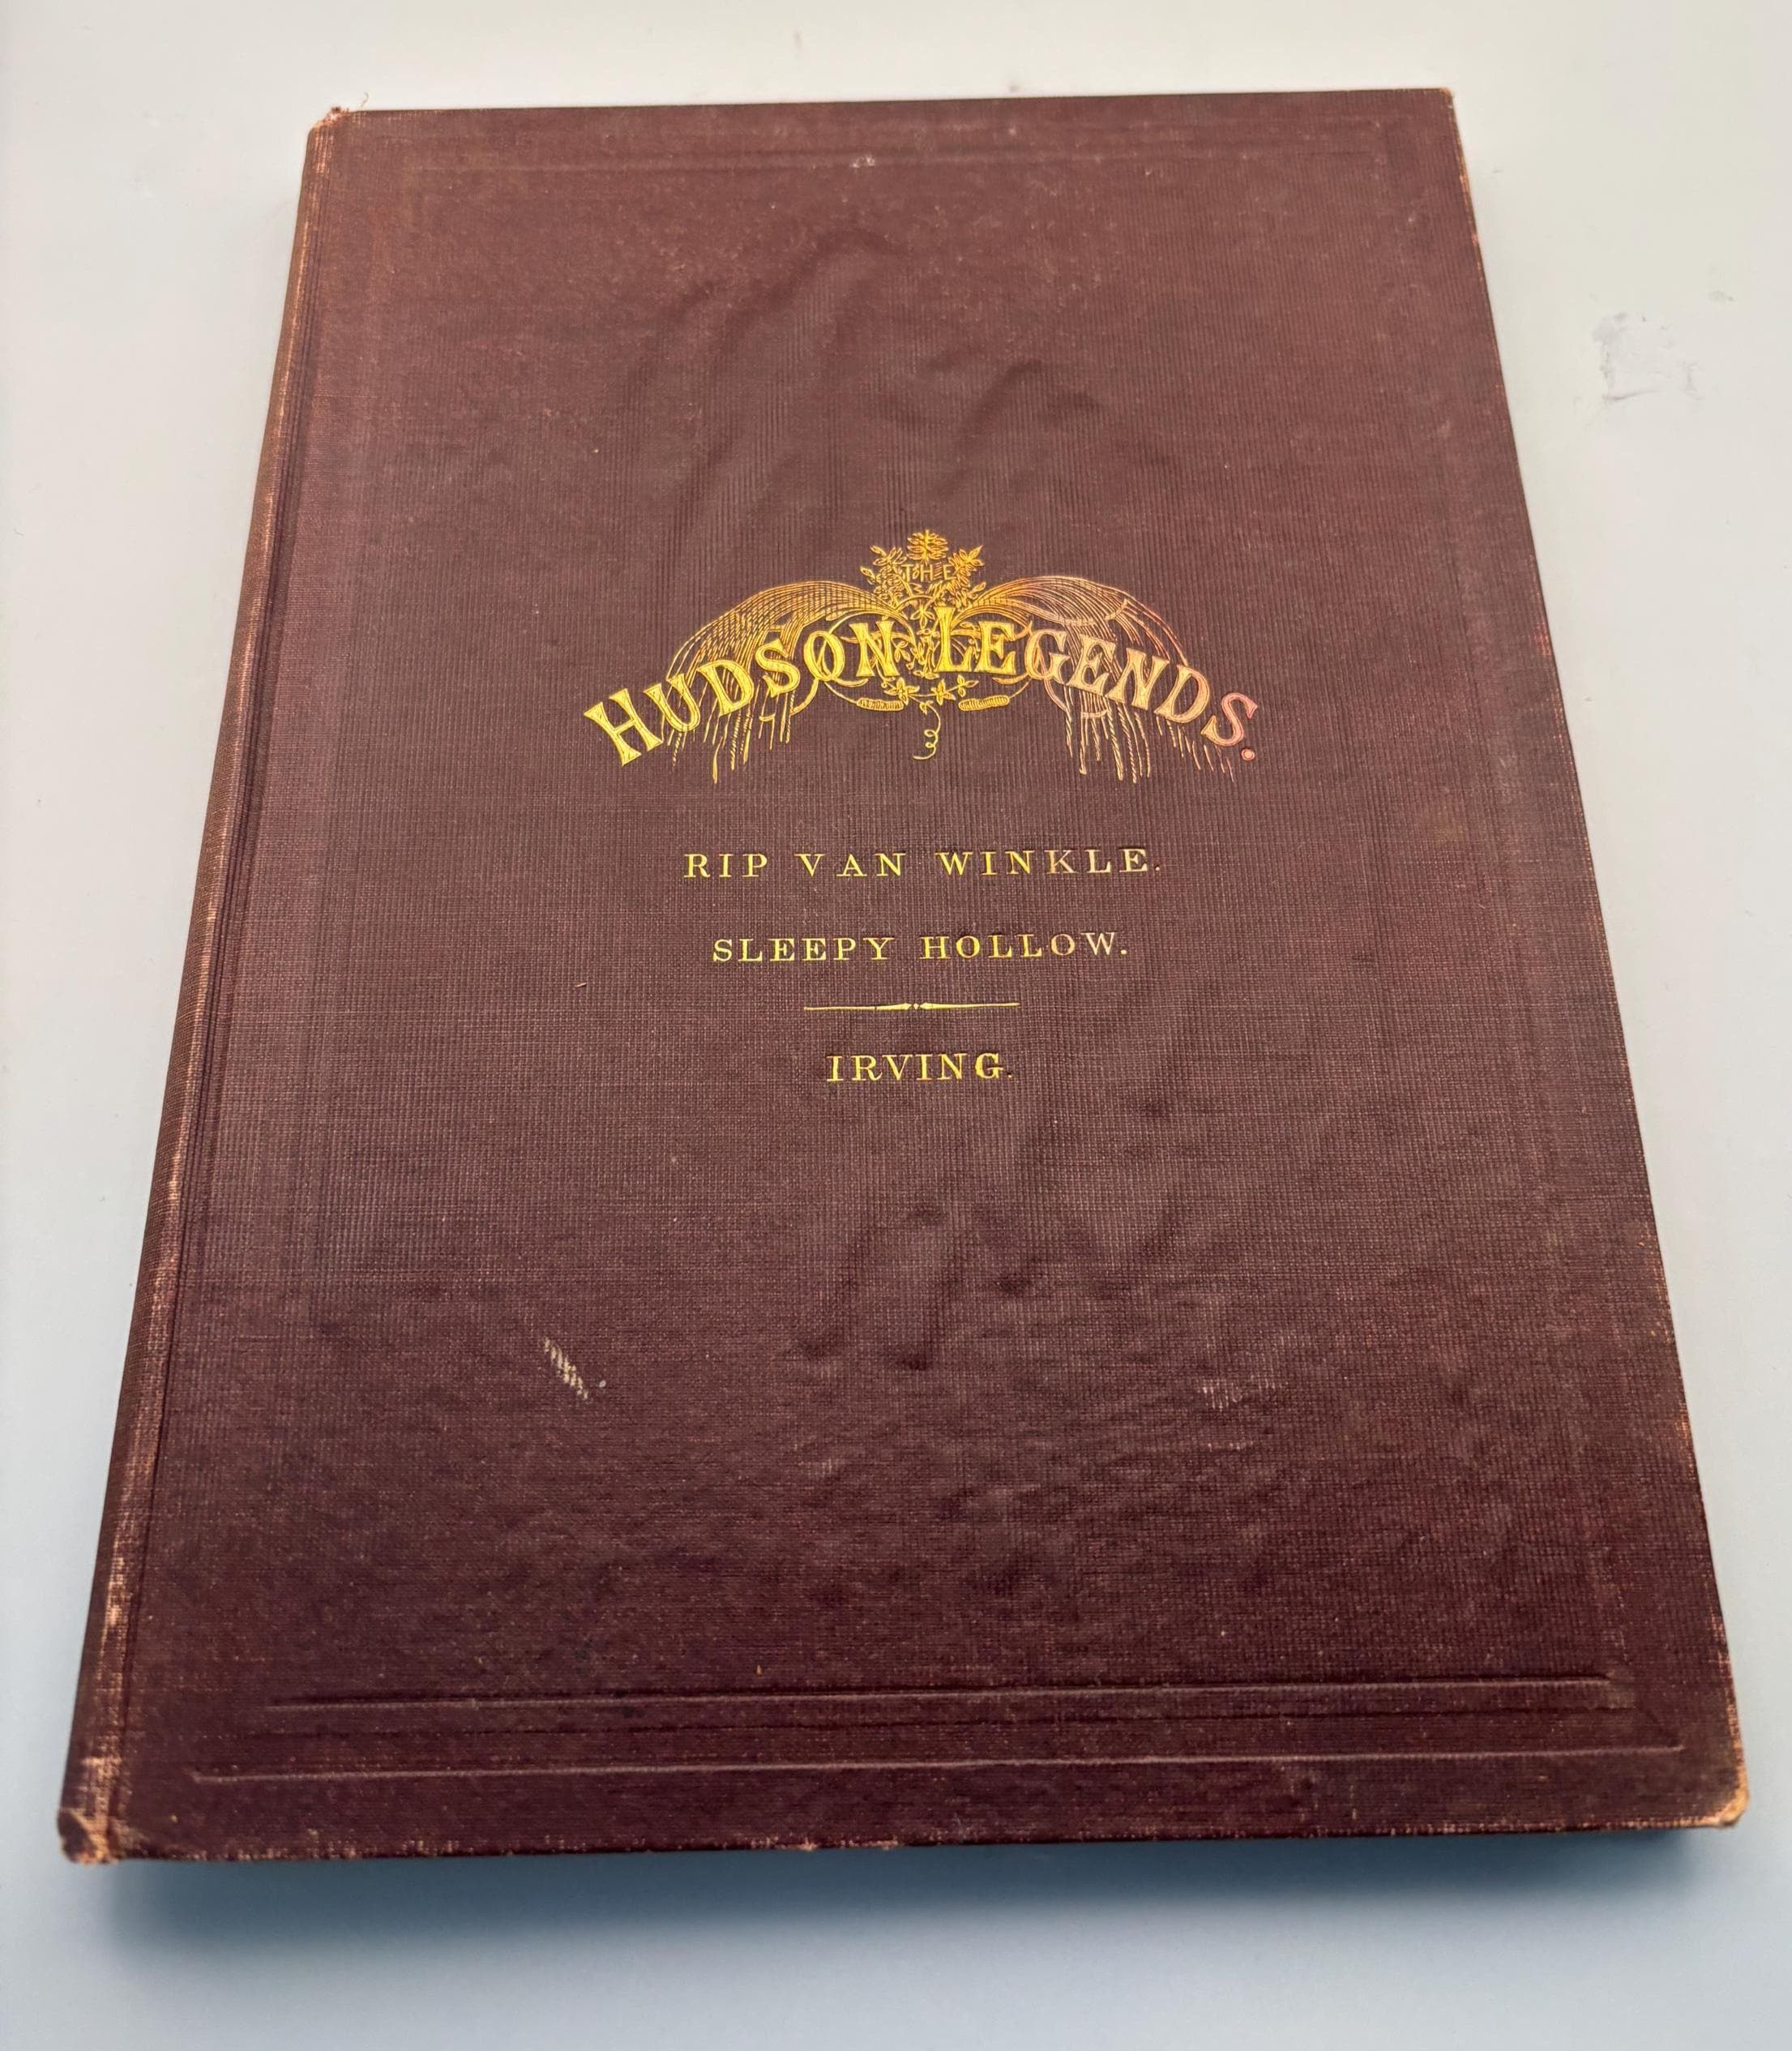 THE
HUDSON LEGENDS.
RIP VAN WINKLE.
SLEEPY HOLLOW.
IRVING.